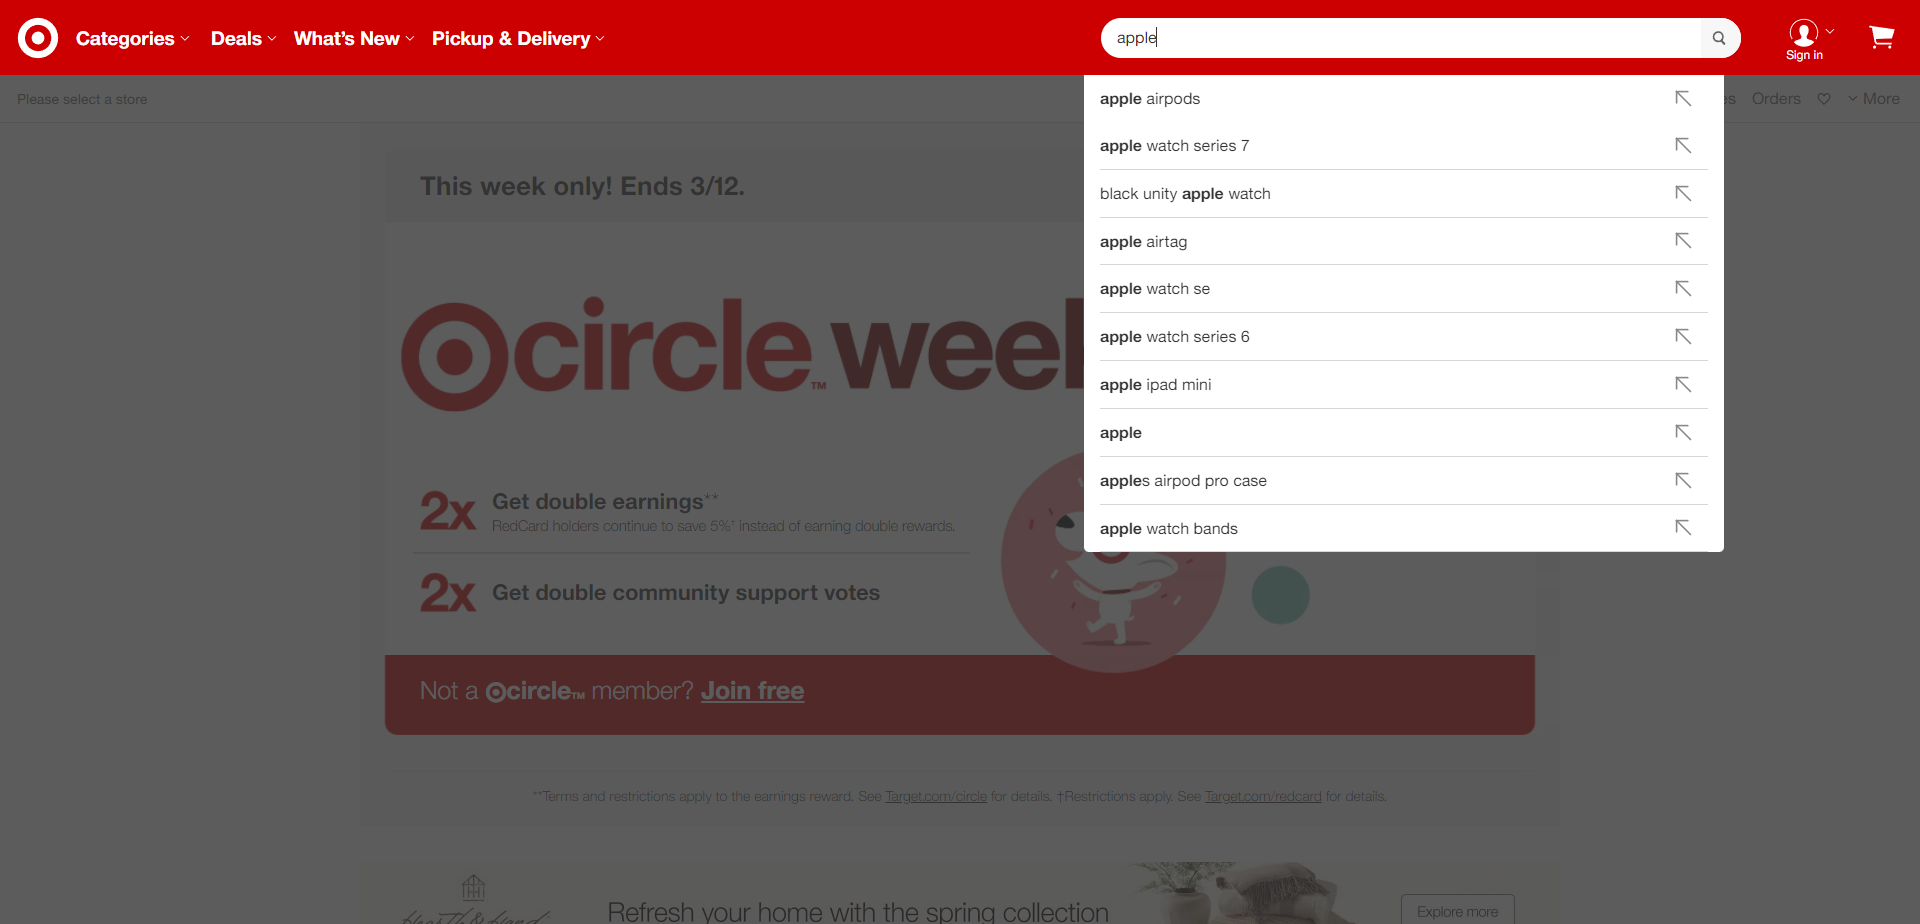 Categories Deals What's New Pickup & Delivery
apple
Sign in
Please select a store
Orders More
apple airpods
apple watch series 7
black unity apple watch
apple airtag
apple watch se
apple watch series 6
apple ipad mini
apple
apples airpod pro case
apple watch bands
This week only! Ends 3/12.
circle™ week
2x Get double earnings**
RedCard holders continue to save 5%† instead of earning double rewards.
2x Get double community support votes
Not a circle™ member? Join free
**Terms and restrictions apply to the earnings reward. See Target.com/circle for details. †Restrictions apply. See Target.com/redcard for details.
Hearth & Hand
Refresh your home with the spring collection
Explore more